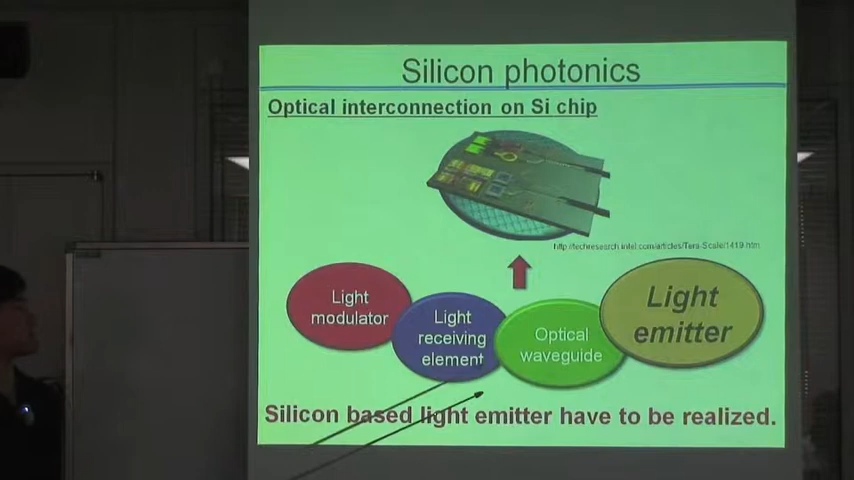 Silicon photonics
Optical interconnection on Si chip
http://techresearch.intel.com/articles/Tera-Scale/1419.htm
Light
modulator
Light
receiving
element
Optical
waveguide
Light
emitter
Silicon based light emitter have to be realized.